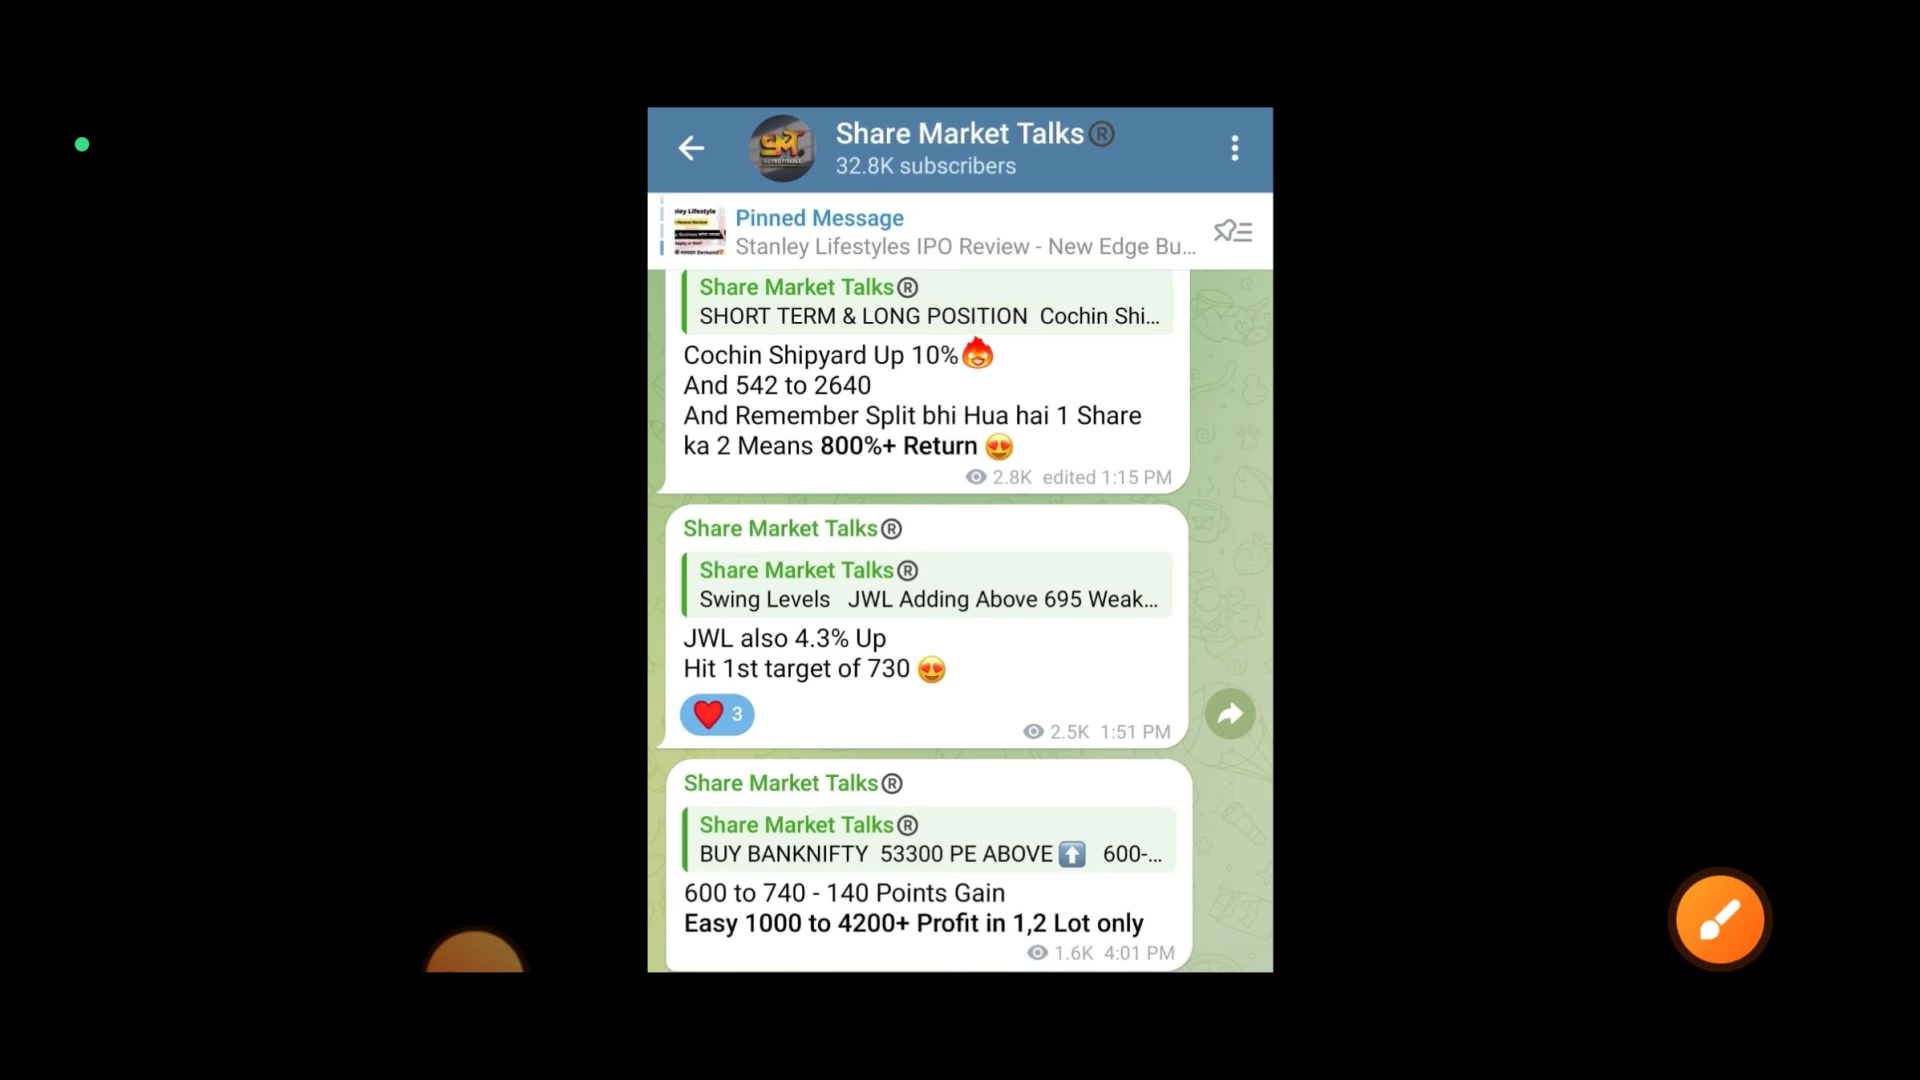 Share Market Talks®
32.8K subscribers
Pinned Message
Stanley Lifestyles IPO Review - New Edge Bu...
Share Market Talks®
SHORT TERM & LONG POSITION Cochin Shi...
Cochin Shipyard Up 10%🔥
And 542 to 2640
And Remember Split bhi Hua hai 1 Share
ka 2 Means 800%+ Return 😍
2.8K edited 1:15 PM
Share Market Talks®
Share Market Talks®
Swing Levels JWL Adding Above 695 Weak...
JWL also 4.3% Up
Hit 1st target of 730 😍
❤️ 3
2.5K 1:51 PM
Share Market Talks®
Share Market Talks®
BUY BANKNIFTY 53300 PE ABOVE ⬆️ 600-...
600 to 740 - 140 Points Gain
Easy 1000 to 4200+ Profit in 1,2 Lot only
1.6K 4:01 PM